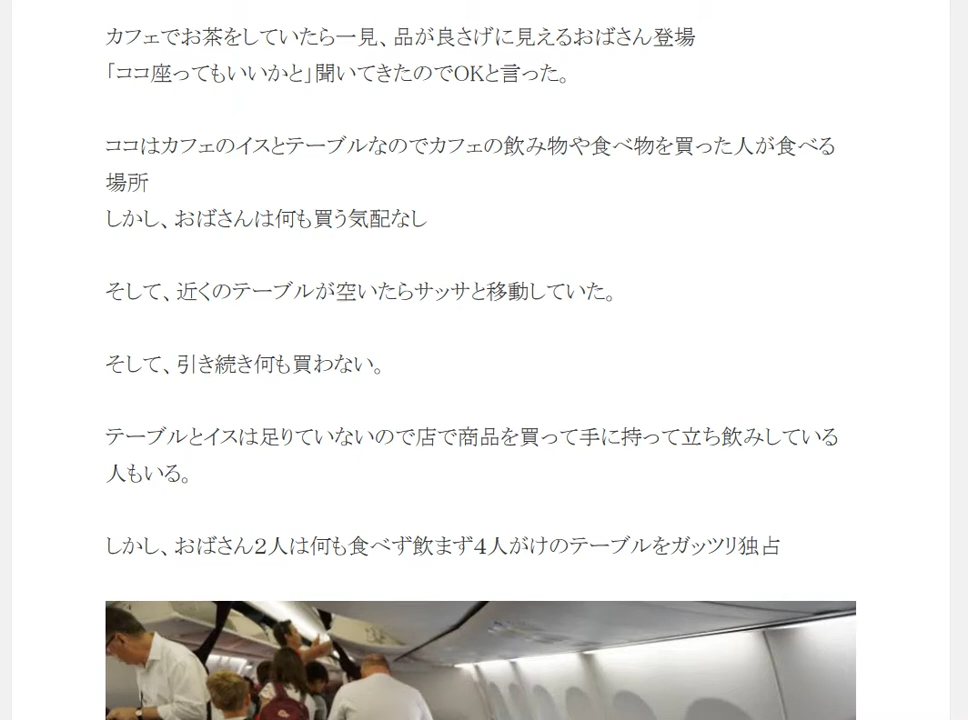 カフェでお茶をしていたら一見、品が良さげに見えるおばさん登場
「ココ座ってもいいかと」聞いてきたのでOKと言った。
ココはカフェのイスとテーブルなのでカフェの飲み物や食べ物を買った人が食べる
場所
しかし、おばさんは何も買う気配なし
そして、近くのテーブルが空いたらサッサと移動していた。
そして、引き続き何も買わない。
テーブルとイスは足りていないので店で商品を買って手に持って立ち飲みしている
人もいる。
しかし、おばさん2人は何も食べず飲まず4人がけのテーブルをガッツリ独占